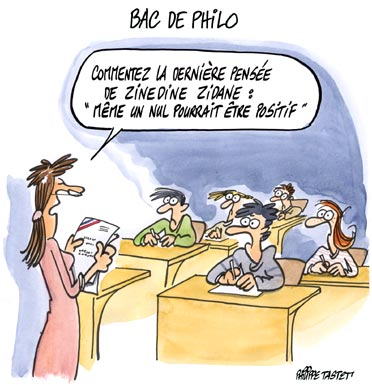 BAC DE PHILO
COMMENTEZ LA DERNIÈRE PENSÉE
DE ZINEDINE ZIDANE :
"MÊME UN NUL POURRAIT ÊTRE POSITIF"
PHILIPPE TASTET